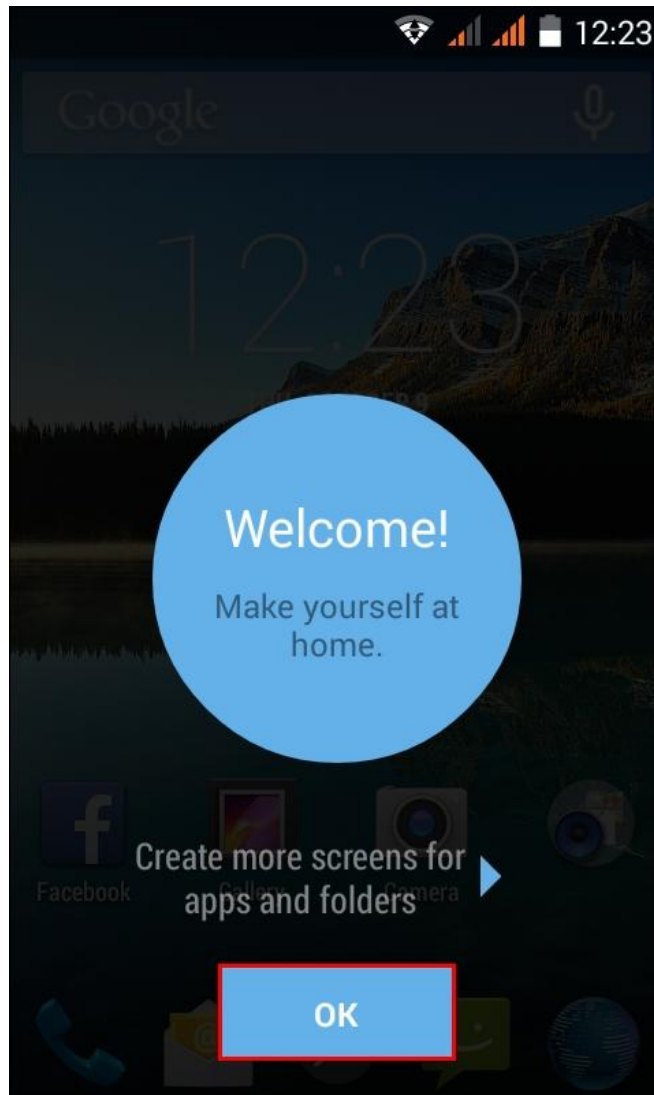 12:23
Google
12:23
Welcome!
Make yourself at
home.
Create more screens for
apps and folders
Facebook
Gallery
Camera
OK